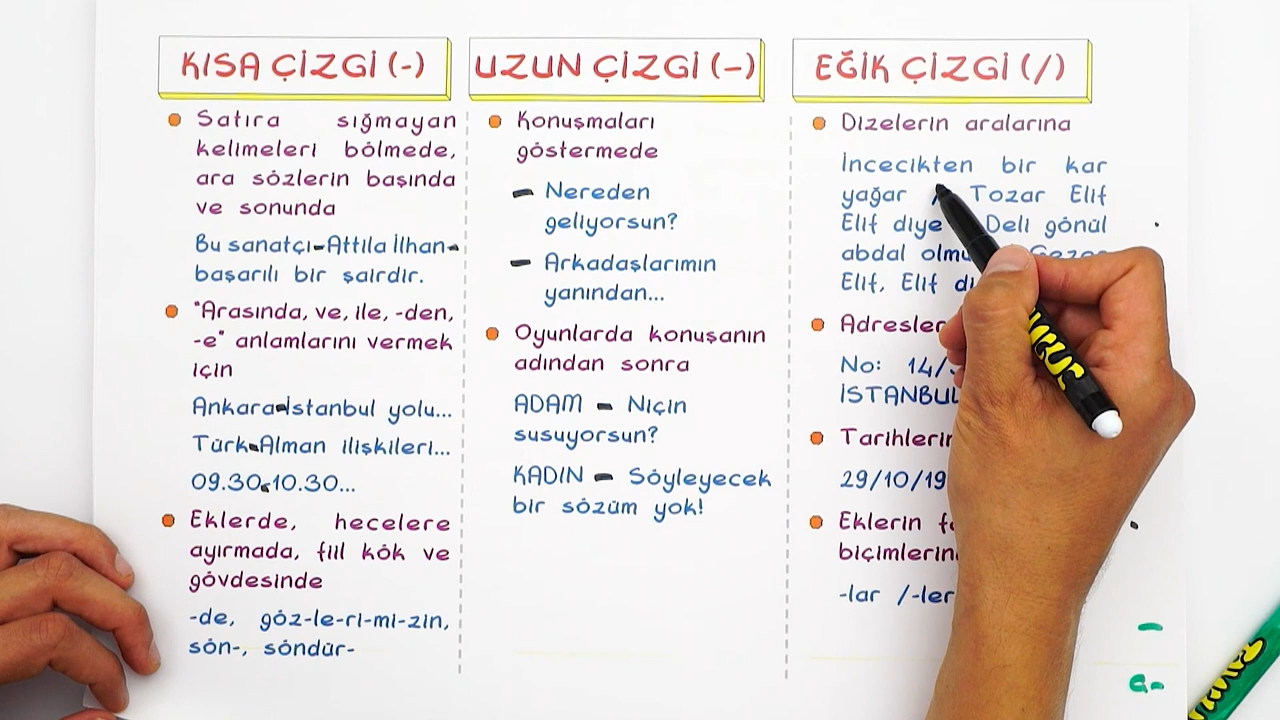 KISA ÇİZGİ (-)
Satıra sığmayan
kelimeleri bölmede,
ara sözlerin başında
ve sonunda
Bu sanatçı-Attila İlhan-
başarılı bir şairdir.
"Arasında, ve, ile, -den,
-e" anlamlarını vermek
için
Ankara-İstanbul yolu...
Türk-Alman ilişkileri...
09.30-10.30...
Eklerde, hecelere
ayırmada, fiil kök ve
gövdesinde
-de, göz-le-ri-mi-zin,
sön-, söndür-
UZUN ÇİZGİ (—)
Konuşmaları
göstermede
— Nereden
geliyorsun?
— Arkadaşlarımın
yanından...
Oyunlarda konuşanın
adından sonra
ADAM — Niçin
susuyorsun?
KADIN — Söyleyecek
bir sözüm yok!
EĞİK ÇİZGİ (/)
Dizelerin aralarına
İncecikten bir kar
yağar / Tozar Elif
Elif diye Deli gönül
abdal
Elif, Elif
No: 14/
İSTANBUL
29/10/19
Eklerin
-lar /-ler